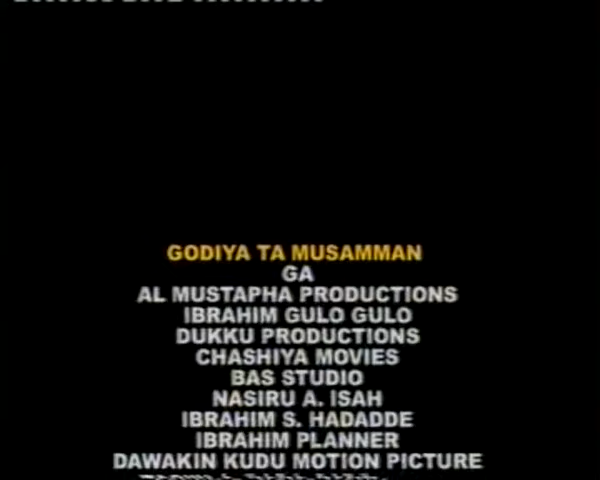 GODIYA TA MUSAMMAN
GA
AL MUSTAPHA PRODUCTIONS
IBRAHIM GULO GULO
DUKKU PRODUCTIONS
CHASHIYA MOVIES
BAS STUDIO
NASIRU A. ISAH
IBRAHIM S. HADADDE
IBRAHIM PLANNER
DAWAKIN KUDU MOTION PICTURE